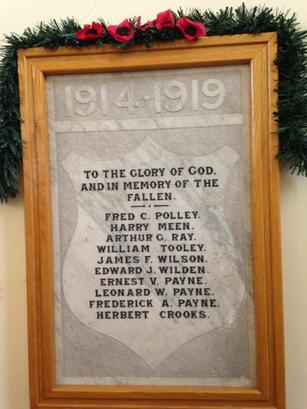 1914-1919
TO THE GLORY OF GOD.
AND IN MEMORY OF THE
FALLEN.
FRED C. POLLEY.
HARRY MEEN.
ARTHUR G. RAY.
WILLIAM TOOLEY.
JAMES F. WILSON.
EDWARD J. WILDEN.
ERNEST V. PAYNE.
LEONARD W. PAYNE.
FREDERICK A. PAYNE.
HERBERT CROOKS.